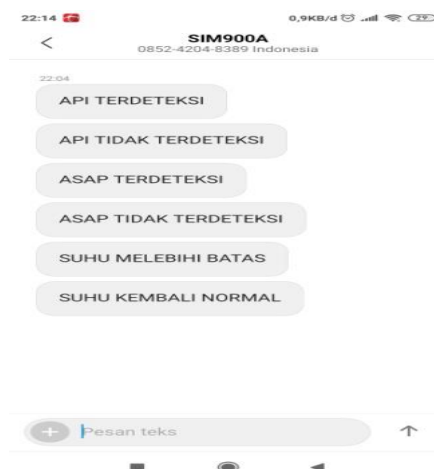 22:14 0,9KB/d 29
SIM900A
0852-4204-8389 Indonesia
22:04
API TERDETEKSI
API TIDAK TERDETEKSI
ASAP TERDETEKSI
ASAP TIDAK TERDETEKSI
SUHU MELEBIHI BATAS
SUHU KEMBALI NORMAL
Pesan teks